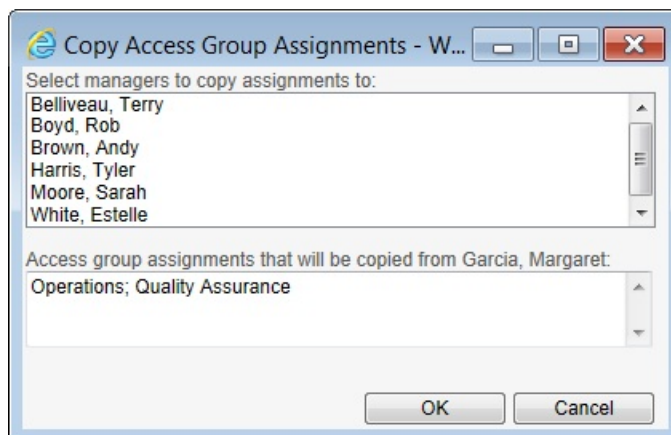 Copy Access Group Assignments - W...
Select managers to copy assignments to:
Belliveau, Terry
Boyd, Rob
Brown, Andy
Harris, Tyler
Moore, Sarah
White, Estelle
Access group assignments that will be copied from Garcia, Margaret:
Operations; Quality Assurance
OK Cancel